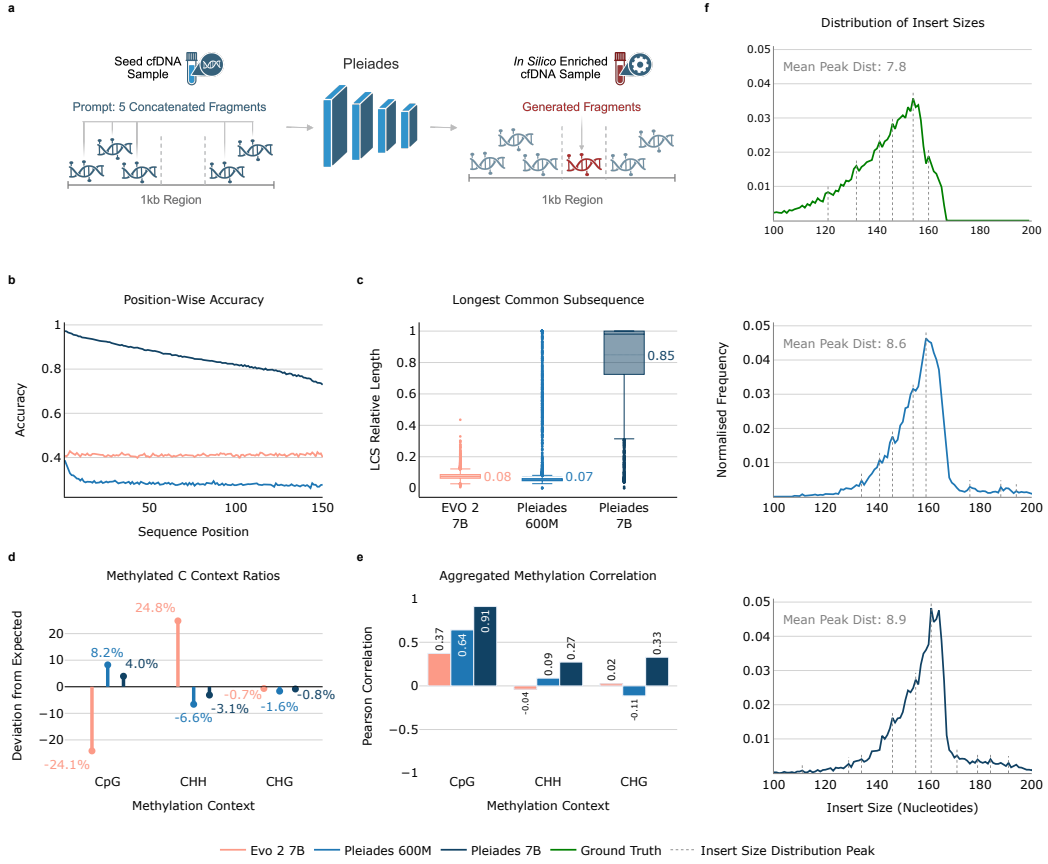 a
Seed cfDNA
Sample
Prompt: 5 Concatenated Fragments
1kb Region
Pleiades
In Silico Enriched
cfDNA Sample
Generated Fragments
1kb Region
f
Distribution of Insert Sizes
Mean Peak Dist: 7.8
0.05
0.04
0.03
0.02
0.01
100
120
140
160
180
200
b
Position-Wise Accuracy
Accuracy
1
0.8
0.6
0.4
50
100
150
Sequence Position
c
Longest Common Subsequence
LCS Relative Length
1
0.8
0.6
0.4
0.2
0
0.08
0.07
0.85
EVO 2
7B
Pleiades
600M
Pleiades
7B
Normalised Frequency
Mean Peak Dist: 8.6
0.05
0.04
0.03
0.02
0.01
100
120
140
160
180
200
d
Methylated C Context Ratios
Deviation from Expected
20
10
0
−10
−20
-24.1%
8.2%
4.0%
24.8%
-6.6%
-3.1%
-0.7%
-1.6%
-0.8%
CpG
CHH
CHG
Methylation Context
e
Aggregated Methylation Correlation
Pearson Correlation
1
0.5
0
−0.5
−1
0.37
0.64
0.91
-0.04
0.09
0.27
0.02
-0.11
0.33
CpG
CHH
CHG
Methylation Context
Mean Peak Dist: 8.9
0.05
0.04
0.03
0.02
0.01
0
100
120
140
160
180
200
Insert Size (Nucleotides)
Evo 2 7B
Pleiades 600M
Pleiades 7B
Ground Truth
Insert Size Distribution Peak